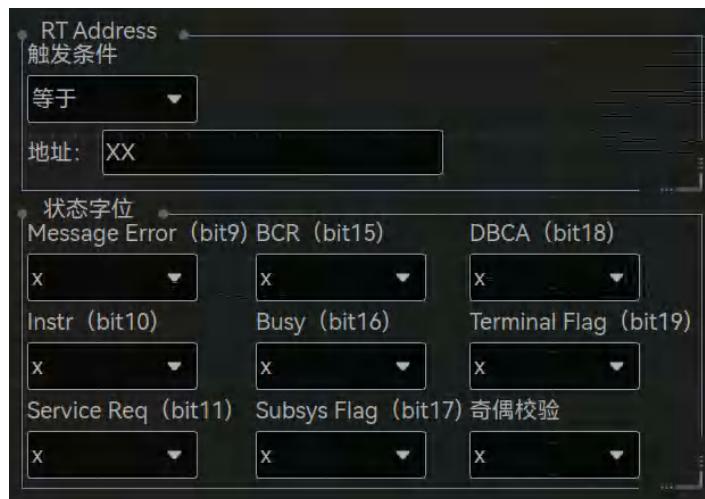 RT Address
触发条件
等于
地址: XX
状态字位
Message Error（bit9） BCR（bit15） DBCA（bit18）
x x x
Instr（bit10） Busy（bit16） Terminal Flag（bit19）
x x x
Service Req（bit11） Subsys Flag（bit17） 奇偶校验
x x x